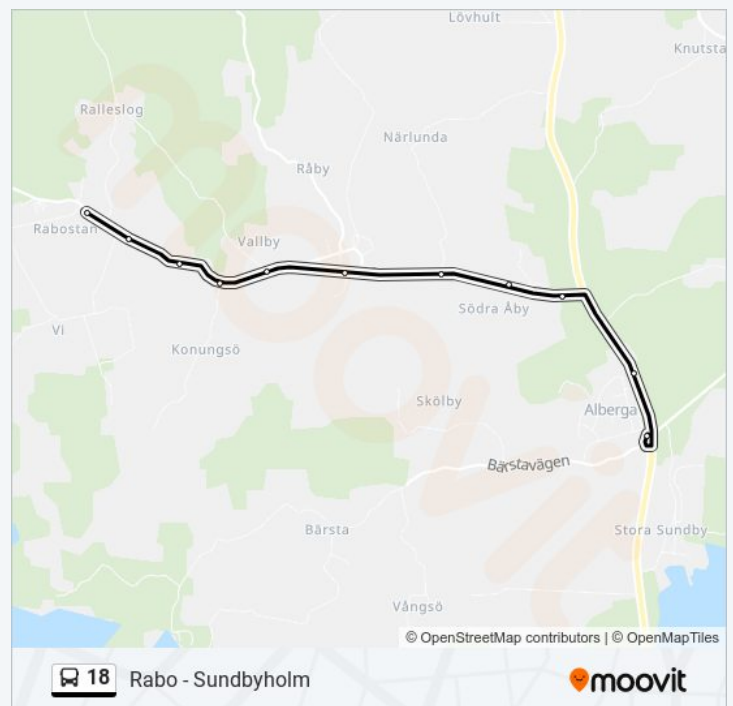 Lövhult
Knutsta
Ralleslog
Närlunda
Råby
Rabostan
Vallby
Södra Åby
Vi
Konungsö
Skölby
Alberga
Bärstavägen
Bärsta
Stora Sundby
Vångsö
© OpenStreetMap contributors | © OpenMapTiles
18 Rabo - Sundbyholm
moovit
moovit